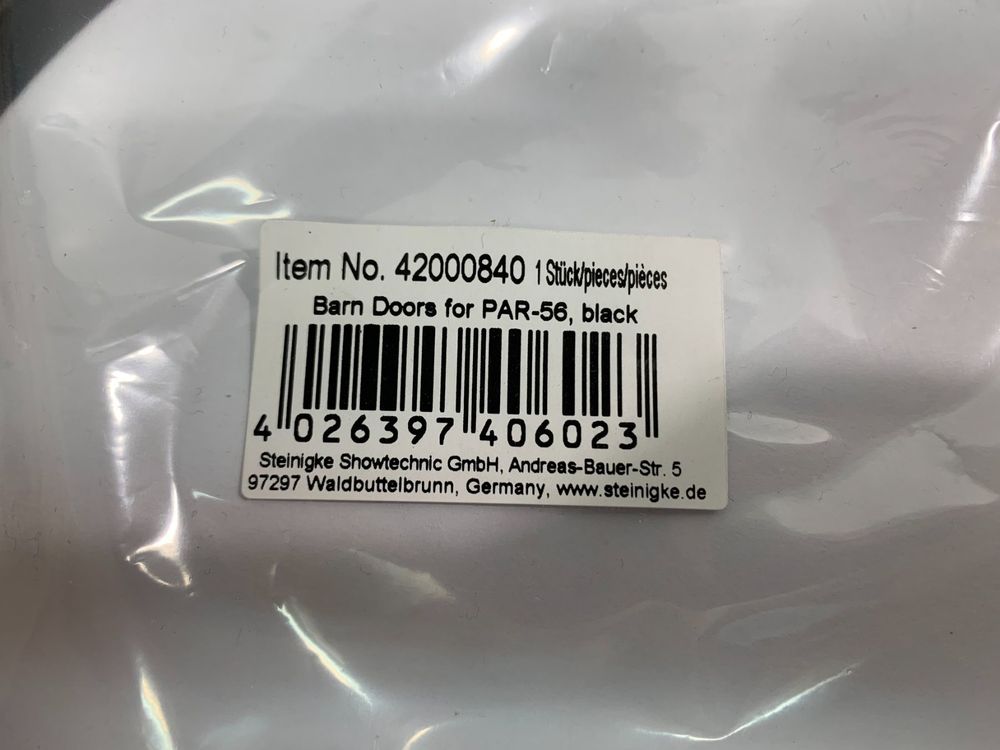 Item No. 42000840 1 Stück/pieces/pièces
Barn Doors for PAR-56, black
4 026397 406023
Steinigke Showtechnic GmbH, Andreas-Bauer-Str. 5
97297 Waldbuttelbrunn, Germany, www.steinigke.de